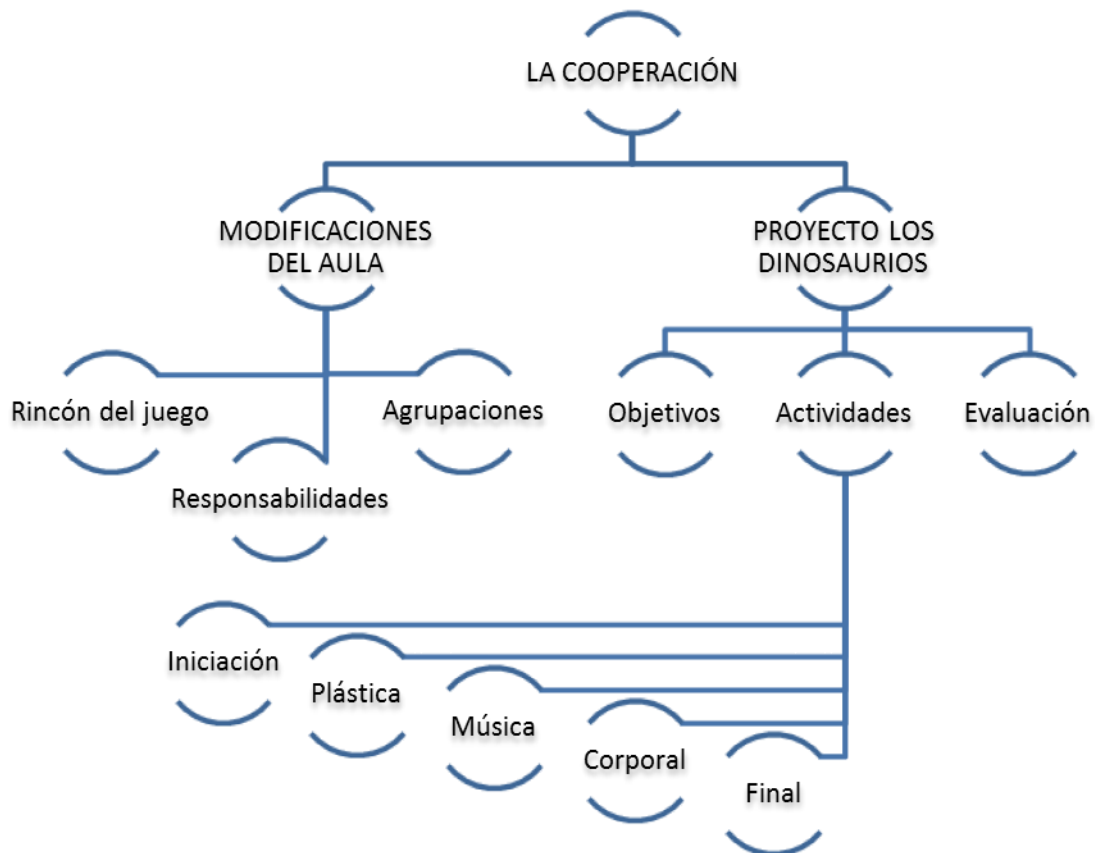 LA COOPERACIÓN
MODIFICACIONES
DEL AULA
PROYECTO LOS
DINOSAURIOS
Rincón del juego
Responsabilidades
Agrupaciones
Objetivos
Actividades
Evaluación
Iniciación
Plástica
Música
Corporal
Final